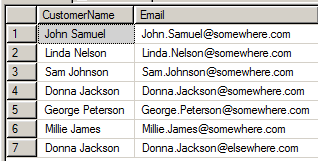 CustomerName Email
1 John Samuel John.Samuel@somewhere.com
2 Linda Nelson Linda.Nelson@somewhere.com
3 Sam Johnson Sam.Johnson@somewhere.com
4 Donna Jackson Donna.Jackson@somewhere.com
5 George Peterson George.Peterson@somewhere.com
6 Millie James Millie.James@somewhere.com
7 Donna Jackson Donna.Jackson@elsewhere.com